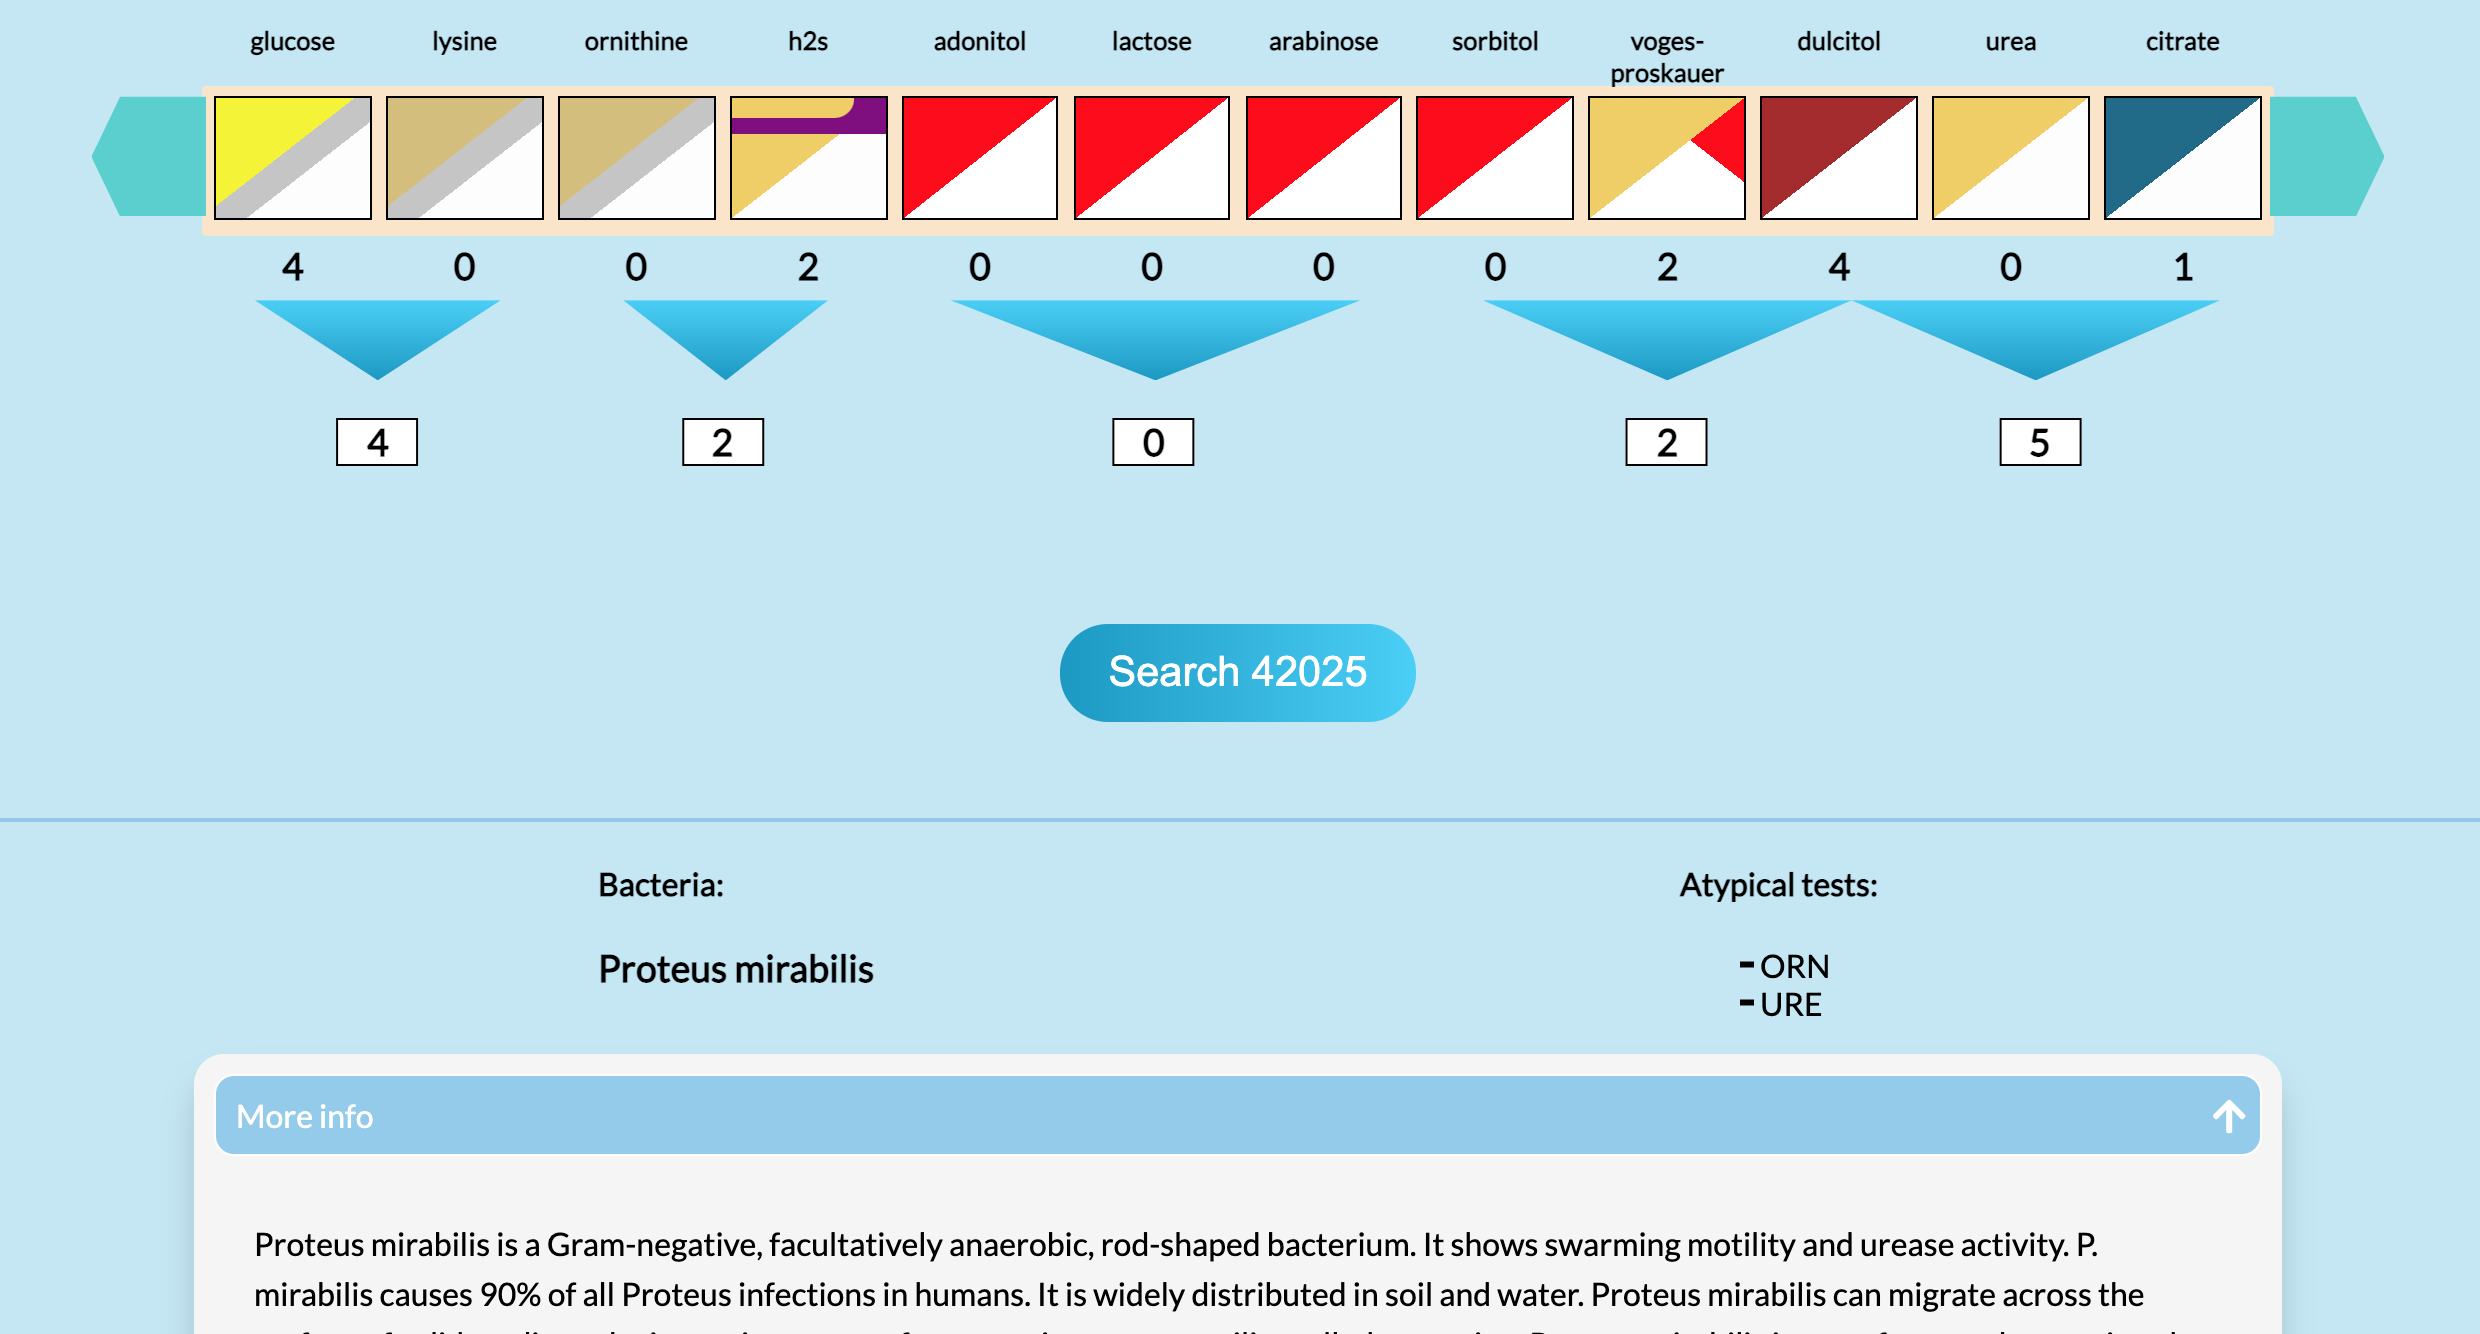 glucose lysine ornithine h2s adonitol lactose arabinose sorbitol voges- dulcitol urea citrate
proskauer
4 0 0 2 0 0 0 0 2 4 0 1
4 2 0 2 5
Search 42025
Bacteria: Atypical tests:
Proteus mirabilis - ORN
- URE
More info
Proteus mirabilis is a Gram-negative, facultatively anaerobic, rod-shaped bacterium. It shows swarming motility and urease activity. P.
mirabilis causes 90% of all Proteus infections in humans. It is widely distributed in soil and water. Proteus mirabilis can migrate across the